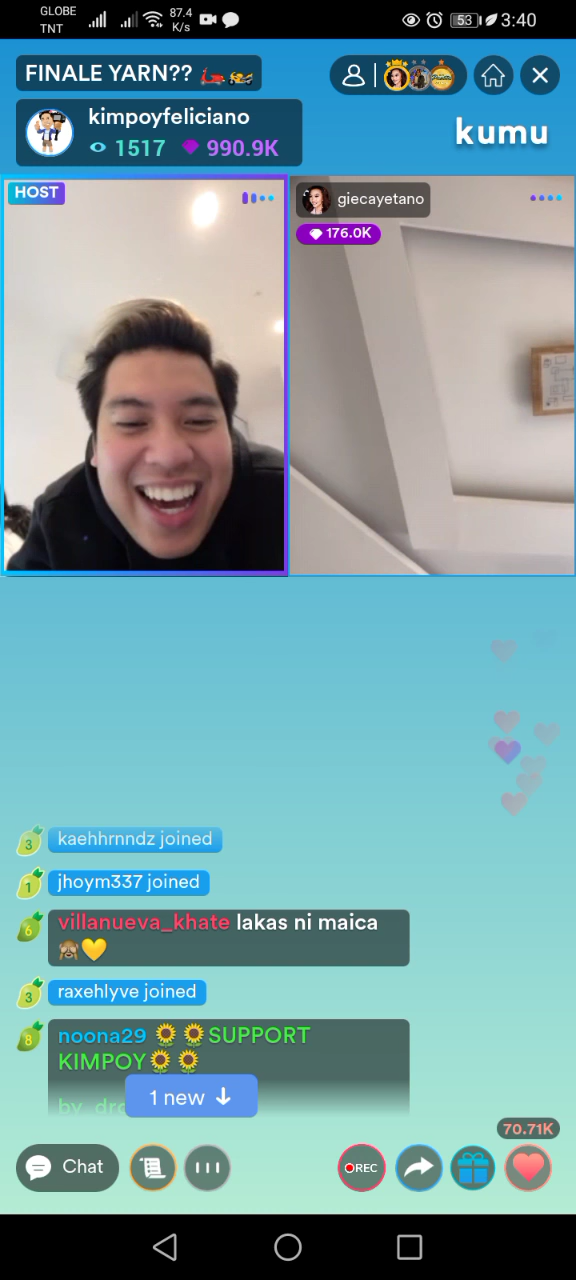 GLOBE
TNT
87.4
K/s
53
3:40
FINALE YARN??
kimpoyfeliciano
1517 990.9K
kumu
HOST
giecayetano
176.0K
3 kaehhrnndz joined
1 jhoym337 joined
6 villanueva_khate lakas ni maica
🙈💛
3 raxehlyve joined
8 noona29 🌻🌻SUPPORT
KIMPOY🌻🌻
1 new
70.71K
Chat
REC